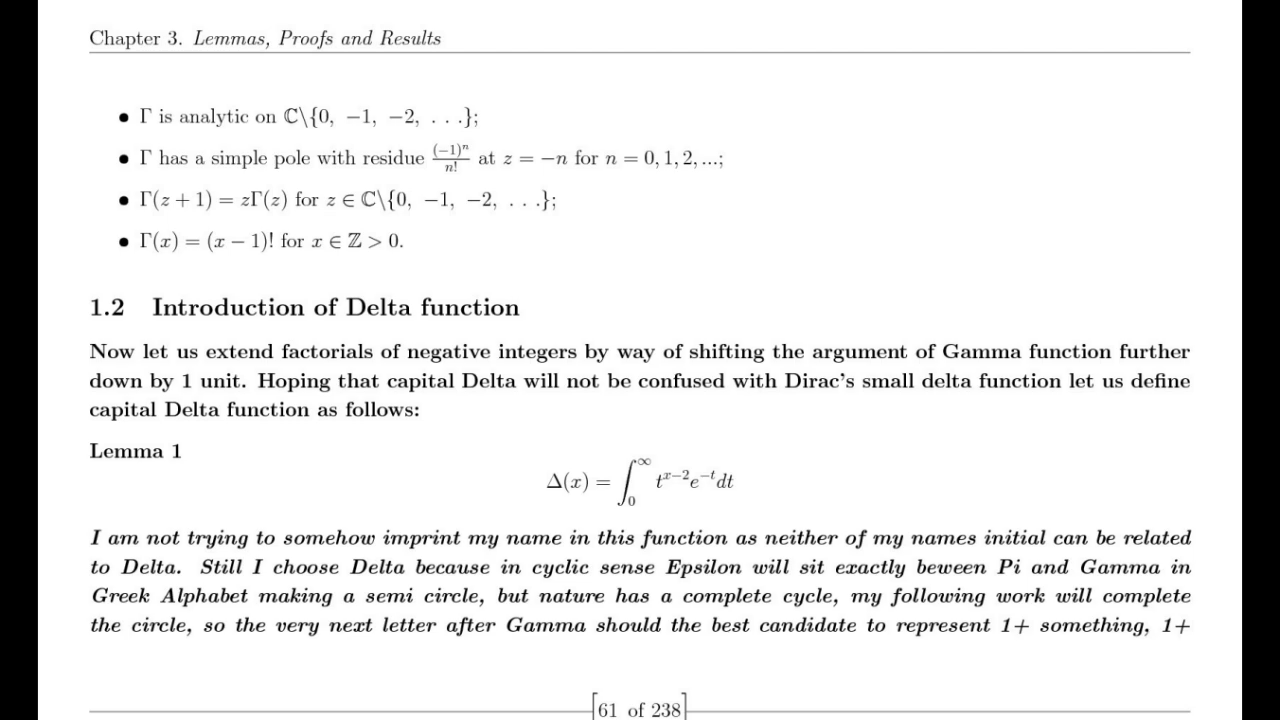 Chapter 3. Lemmas, Proofs and Results
• Γ is analytic on ℂ\{0, −1, −2, . . .};
• Γ has a simple pole with residue (−1)ⁿ/n! at z = −n for n = 0, 1, 2, ...;
• Γ(z + 1) = zΓ(z) for z ∈ ℂ\{0, −1, −2, . . .};
• Γ(x) = (x − 1)! for x ∈ ℤ > 0.
1.2 Introduction of Delta function
Now let us extend factorials of negative integers by way of shifting the argument of Gamma function further
down by 1 unit. Hoping that capital Delta will not be confused with Dirac's small delta function let us define
capital Delta function as follows:
Lemma 1
Δ(x) = ∫₀^∞ t^{x−2}e^{−t}dt
I am not trying to somehow imprint my name in this function as neither of my names initial can be related
to Delta. Still I choose Delta because in cyclic sense Epsilon will sit exactly beween Pi and Gamma in
Greek Alphabet making a semi circle, but nature has a complete cycle, my following work will complete
the circle, so the very next letter after Gamma should the best candidate to represent 1+ something, 1+
[61 of 238]